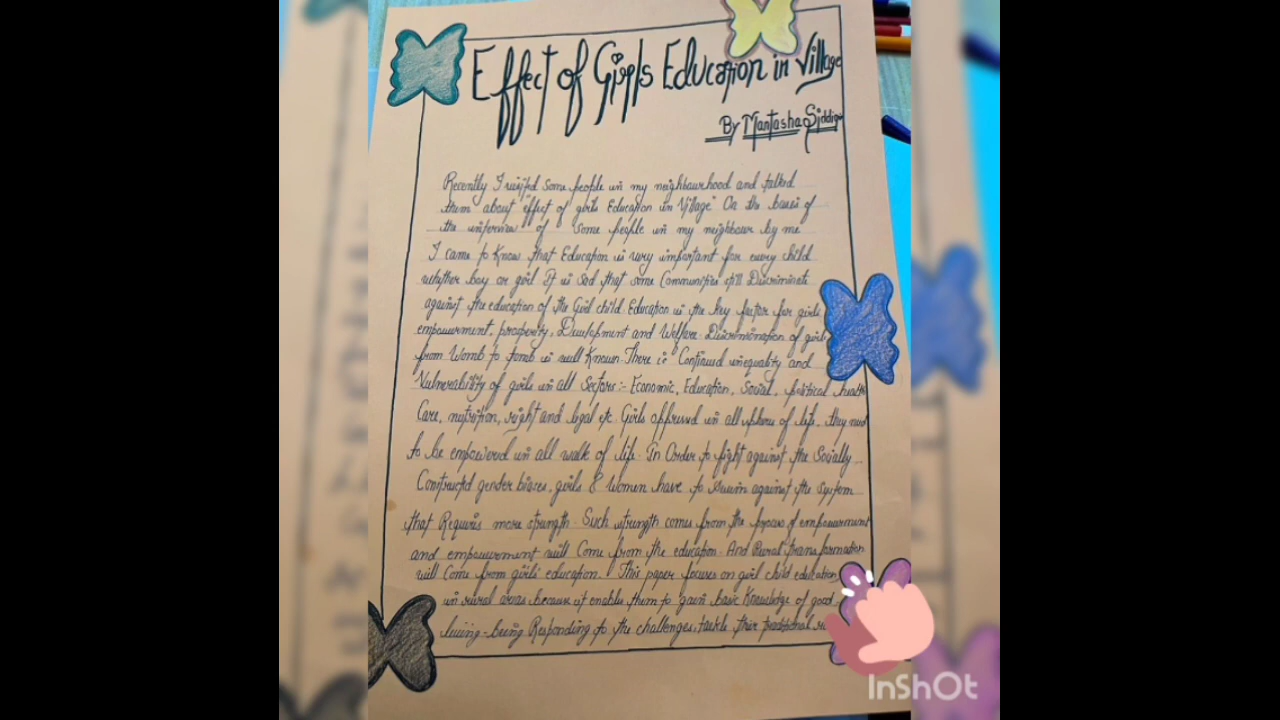 Effect of Girls Education in Village
By Mantasha Siddiqui
Recently I visited some people in my neighbourhood and talked
them about "effect of girls Education in Village" On the bases of
the interview of some people in my neighbour by me
I came to Know that Education is very important for every child
whether boy or girl It is sad that some Communities still Discriminate
against the education of the Girl child. Education is the key factor for girls
empowerment, prosperity, Development and Welfare. Discrimination of girl
from Womb to tomb is well Known. There is Continued inequality and
Vulnerability of girls in all Sectors:- Economic, Education, Social, political health
Care, nutrition, right and legal etc. Girls oppressed in all spheres of life. they need
to be empowered in all walk of life. In Order to fight against the Socially
Constructed gender biases, girls & Women have to swim against the System
that Requires more strength. Such strength comes from the process of empowerment
and empowerment will Come from the education. And Rural transformation
will Come from girls' education. This paper focuses on girl child education
in rural areas because it enables them to gain basic Knowledge of good
living-being Responding to the challenges, tackle their traditional
InShOt